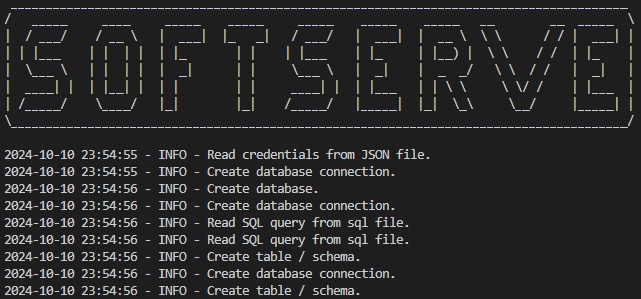 SOFTSERVE
2024-10-10 23:54:55 - INFO - Read credentials from JSON file.
2024-10-10 23:54:55 - INFO - Create database connection.
2024-10-10 23:54:56 - INFO - Create database.
2024-10-10 23:54:56 - INFO - Create database connection.
2024-10-10 23:54:56 - INFO - Read SQL query from sql file.
2024-10-10 23:54:56 - INFO - Read SQL query from sql file.
2024-10-10 23:54:56 - INFO - Create table / schema.
2024-10-10 23:54:56 - INFO - Create database connection.
2024-10-10 23:54:56 - INFO - Create table / schema.